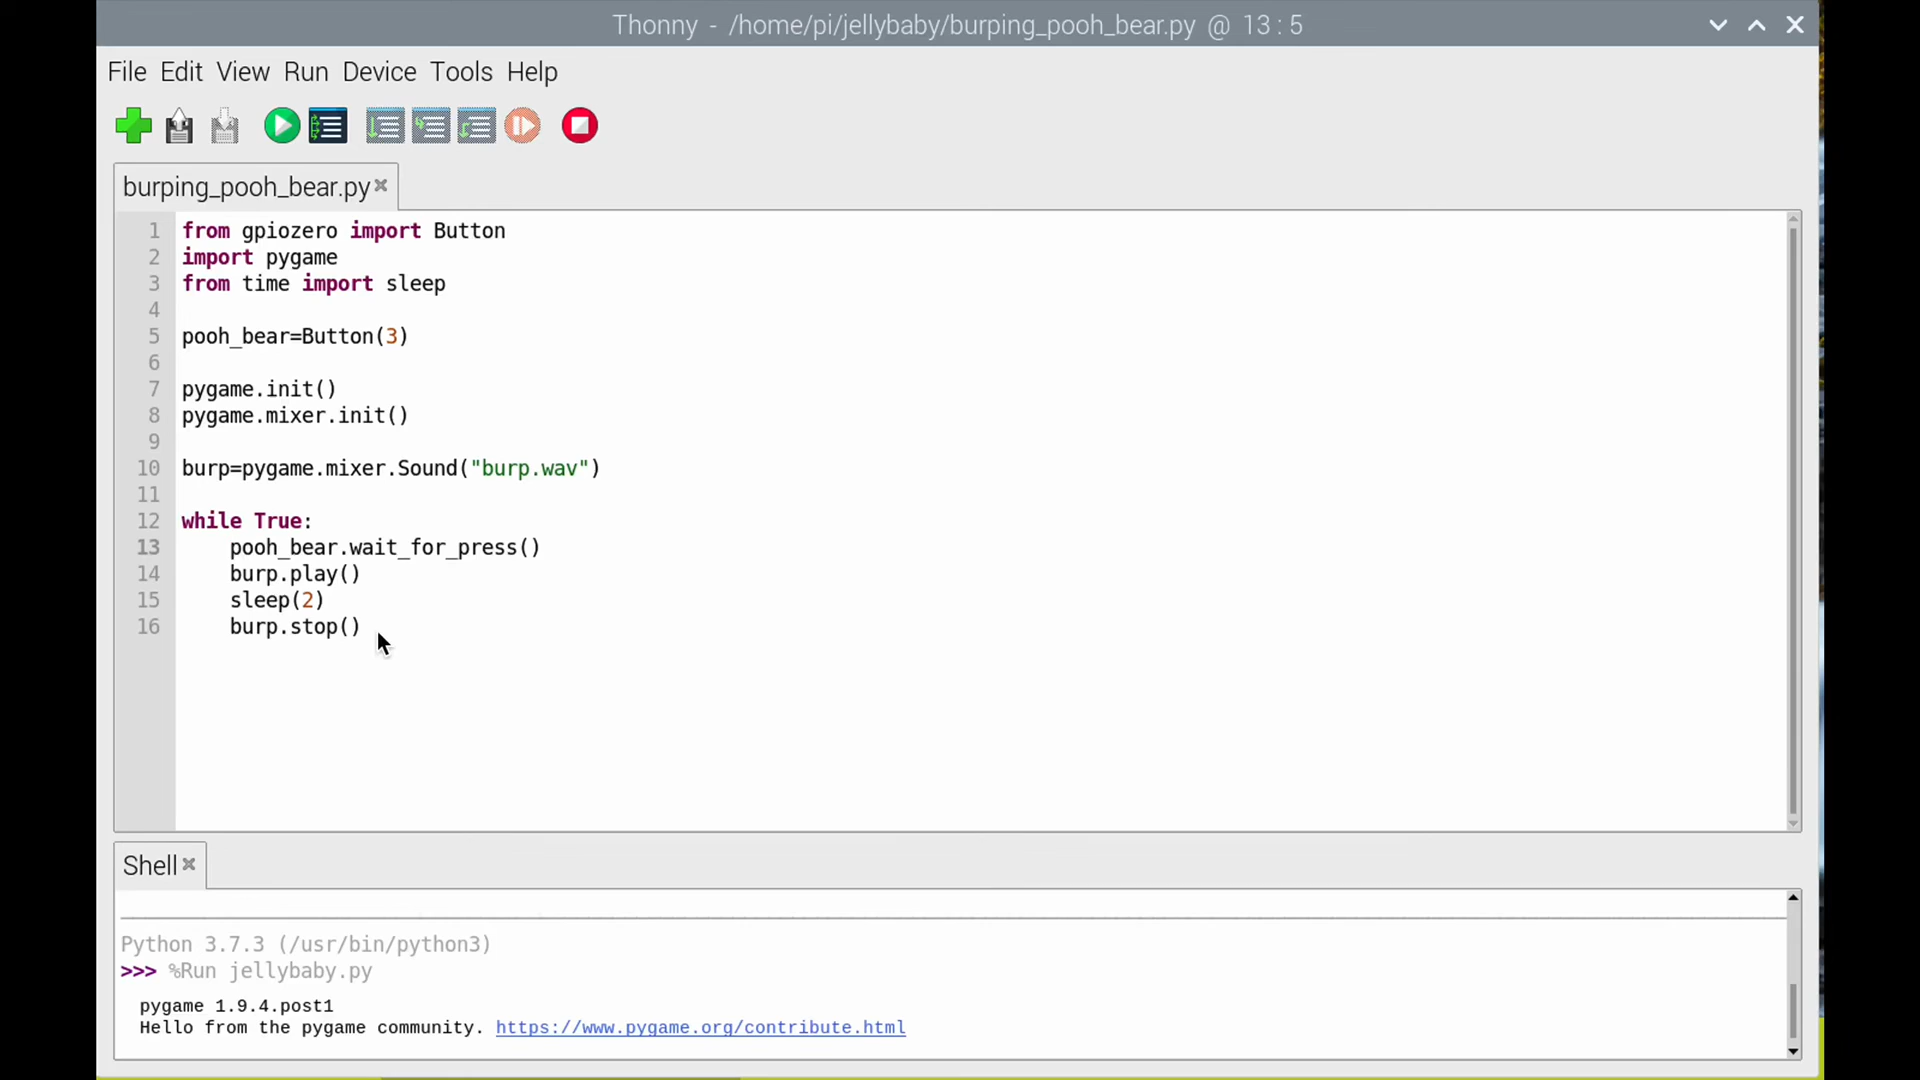 Thonny - /home/pi/jellybaby/burping_pooh_bear.py @ 13 : 5
File Edit View Run Device Tools Help
burping_pooh_bear.py
1 from gpiozero import Button
2 import pygame
3 from time import sleep
4
5 pooh_bear=Button(3)
6
7 pygame.init()
8 pygame.mixer.init()
9
10 burp=pygame.mixer.Sound("burp.wav")
11
12 while True:
13     pooh_bear.wait_for_press()
14     burp.play()
15     sleep(2)
16     burp.stop()
Shell
Python 3.7.3 (/usr/bin/python3)
>>> %Run jellybaby.py
pygame 1.9.4.post1
Hello from the pygame community. https://www.pygame.org/contribute.html